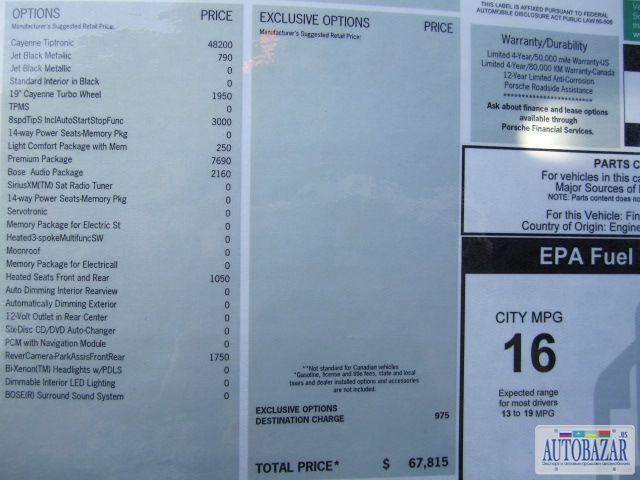 OPTIONS PRICE
Manufacturer's Suggested Retail Price:
Cayenne Tiptronic 48200
Jet Black Metallic 790
Jet Black Metallic 0
Standard Interior in Black 0
19" Cayenne Turbo Wheel 1950
TPMS 0
8spdTipS InclAutoStartStopFunc 3000
14-way Power Seats-Memory Pkg 0
Light Comfort Package with Mem 250
Premium Package 7690
Bose Audio Package 2160
SiriusXM(TM) Sat Radio Tuner 0
14-way Power Seats-Memory Pkg 0
Servotronic 0
Memory Package for Electric St 0
Heated3-spokeMultifuncSW 0
Moonroof 0
Memory Package for Electricall 0
Heated Seats Front and Rear 1050
Auto Dimming Interior Rearview 0
Automatically Dimming Exterior 0
12-Volt Outlet in Rear Center 0
Six-Disc CD/DVD Auto-Changer 0
PCM with Navigation Module 0
ReverCamera-ParkAssisFrontRear 1750
Bi-Xenon(TM) Headlights w/PDLS 0
Dimmable Interior LED Lighting 0
BOSE(R) Surround Sound System 0
EXCLUSIVE OPTIONS PRICE
Manufacturer's Suggested Retail Price:
**Not standard for Canadian vehicles
*Gasoline, license and title fees, state and local
taxes and dealer installed options and accessories
are not included.
EXCLUSIVE OPTIONS
DESTINATION CHARGE 975
TOTAL PRICE* $ 67,815
THIS LABEL IS AFFIXED PURSUANT TO FEDERAL
AUTOMOBILE DISCLOSURE ACT PUBLIC LAW 85-506
Warranty/Durability
Limited 4-Year/50,000 mile Warranty-US
Limited 4-Year/80,000 KM Warranty-Canada
12-Year Limited Anti-Corrosion
Porsche Roadside Assistance
************************
Ask about finance and lease options
available through
Porsche Financial Services.
PARTS C
For vehicles in this ca
Major Sources of
NOTE: Parts content does no
For this Vehicle: Fin
Country of Origin: Engine
EPA Fuel
CITY MPG
16
Expected range
for most drivers
13 to 19 MPG
AUTOBAZAR.us